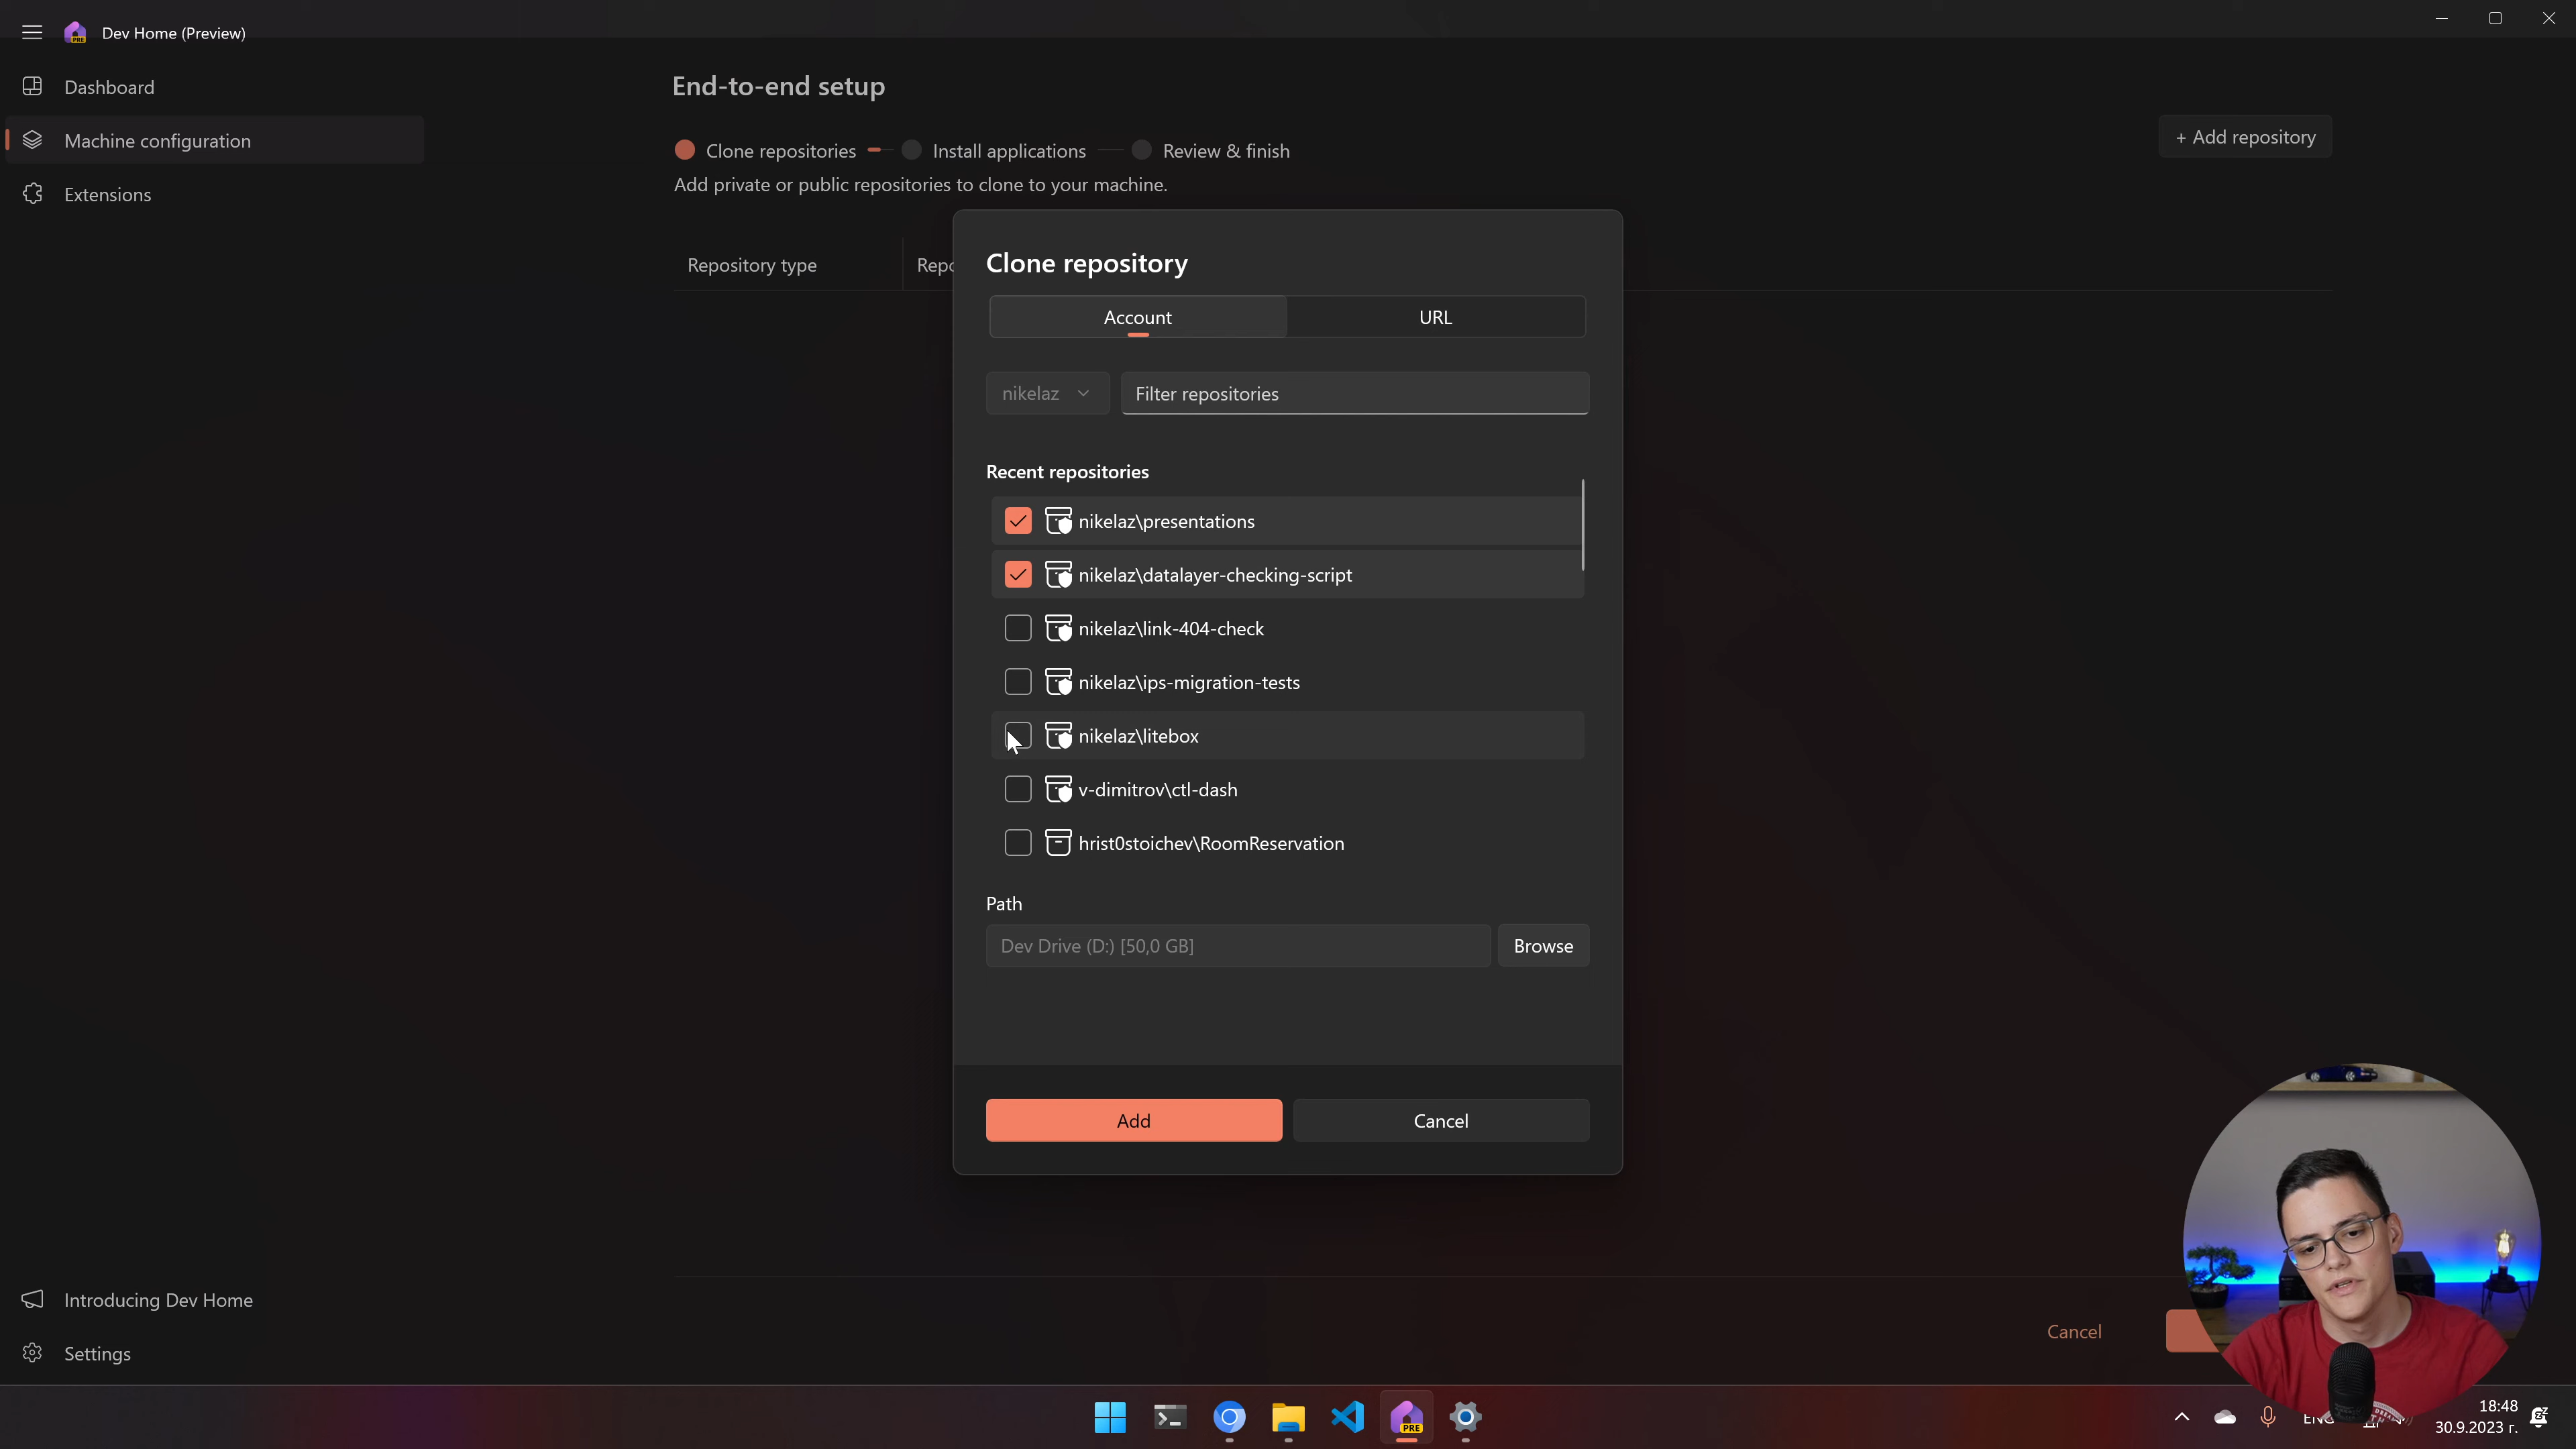 Dev Home (Preview)
Dashboard
Machine configuration
Extensions
End-to-end setup
Clone repositories
Install applications
Review & finish
+ Add repository
Add private or public repositories to clone to your machine.
Repository type
Clone repository
Account
URL
nikelaz
Filter repositories
Recent repositories
nikelaz\presentations
nikelaz\datalayer-checking-script
nikelaz\link-404-check
nikelaz\ips-migration-tests
nikelaz\litebox
v-dimitrov\ctl-dash
hrist0stoichev\RoomReservation
Path
Dev Drive (D:) [50,0 GB]
Browse
Add
Cancel
Introducing Dev Home
Settings
Cancel
PRE
18:48
30.9.2023 г.